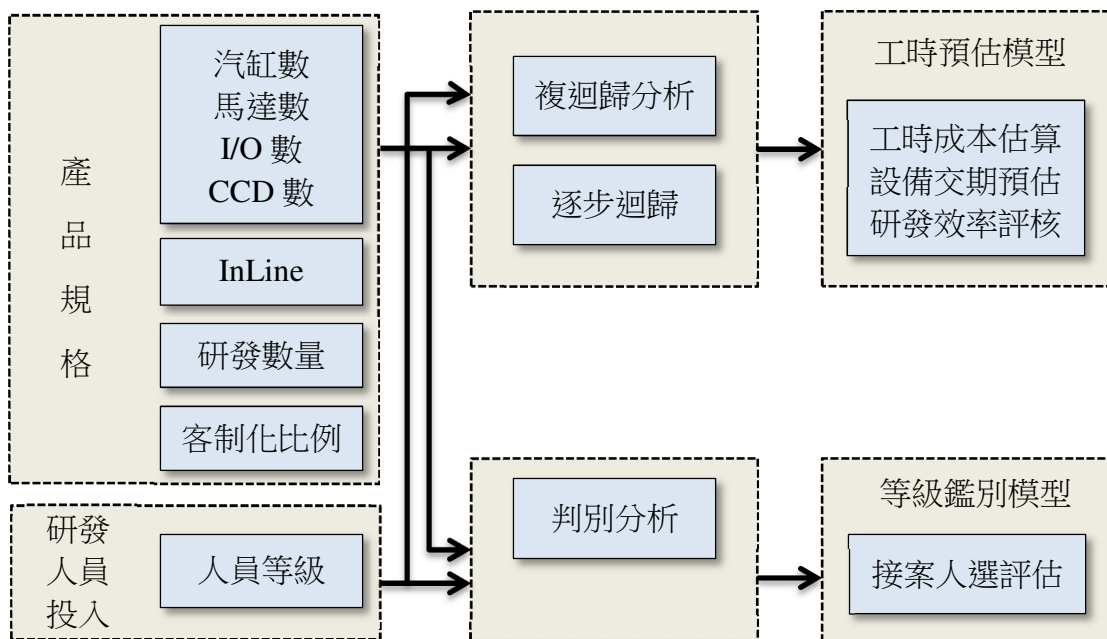 產
品
規
格
汽缸數
馬達數
I/O 數
CCD 數
InLine
研發數量
客制化比例
研發
人員
投入
人員等級
複迴歸分析
逐步迴歸
判別分析
工時預估模型
工時成本估算
設備交期預估
研發效率評核
等級鑑別模型
接案人選評估